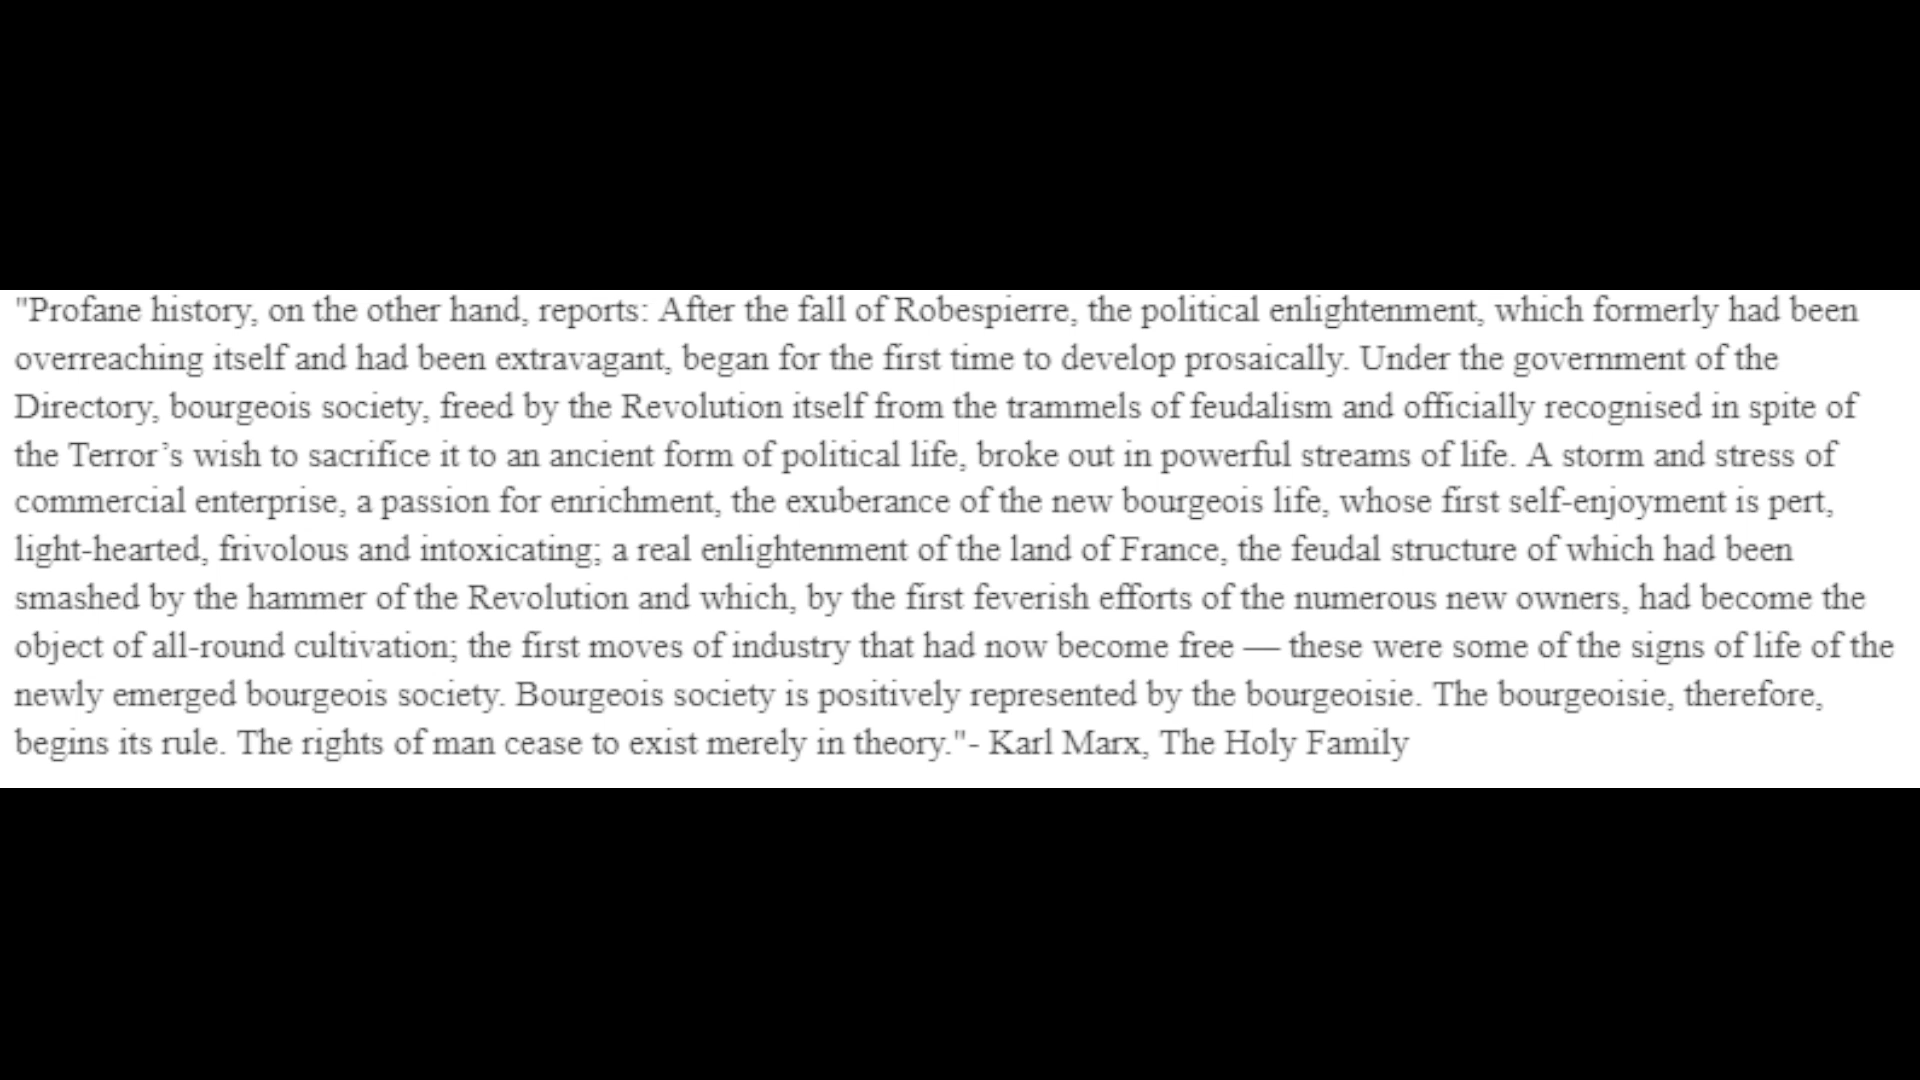 "Profane history, on the other hand, reports: After the fall of Robespierre, the political enlightenment, which formerly had been
overreaching itself and had been extravagant, began for the first time to develop prosaically. Under the government of the
Directory, bourgeois society, freed by the Revolution itself from the trammels of feudalism and officially recognised in spite of
the Terror’s wish to sacrifice it to an ancient form of political life, broke out in powerful streams of life. A storm and stress of
commercial enterprise, a passion for enrichment, the exuberance of the new bourgeois life, whose first self-enjoyment is pert,
light-hearted, frivolous and intoxicating; a real enlightenment of the land of France, the feudal structure of which had been
smashed by the hammer of the Revolution and which, by the first feverish efforts of the numerous new owners, had become the
object of all-round cultivation; the first moves of industry that had now become free — these were some of the signs of life of the
newly emerged bourgeois society. Bourgeois society is positively represented by the bourgeoisie. The bourgeoisie, therefore,
begins its rule. The rights of man cease to exist merely in theory."- Karl Marx, The Holy Family